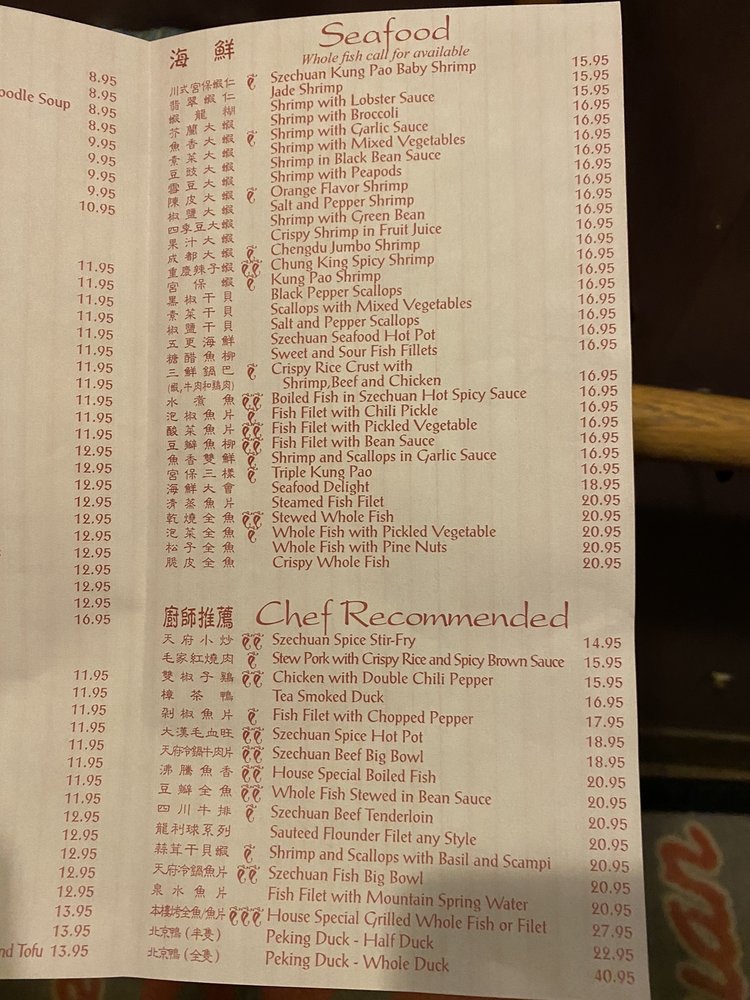 8.95
oodle Soup 8.95
8.95
8.95
9.95
9.95
9.95
9.95
10.95
11.95
11.95
11.95
11.95
11.95
11.95
11.95
11.95
11.95
11.95
11.95
12.95
12.95
12.95
12.95
12.95
12.95
12.95
12.95
12.95
12.95
16.95
11.95
11.95
11.95
11.95
11.95
11.95
11.95
11.95
12.95
12.95
12.95
12.95
12.95
13.95
13.95
nd Tofu 13.95
海鮮 Seafood
Whole fish call for available
川式宮保蝦仁 Szechuan Kung Pao Baby Shrimp 15.95
翡翠蝦仁 Jade Shrimp 15.95
蝦龍糊 Shrimp with Lobster Sauce 16.95
芥蘭大蝦 Shrimp with Broccoli 16.95
魚香大蝦 Shrimp with Garlic Sauce 16.95
素菜大蝦 Shrimp with Mixed Vegetables 16.95
豆豉大蝦 Shrimp in Black Bean Sauce 16.95
雪豆大蝦 Shrimp with Peapods 16.95
陳皮大蝦 Orange Flavor Shrimp 16.95
椒鹽大蝦 Salt and Pepper Shrimp 16.95
四季豆大蝦 Shrimp with Green Bean 16.95
果汁大蝦 Crispy Shrimp in Fruit Juice 16.95
成都大蝦 Chengdu Jumbo Shrimp 16.95
重慶辣子蝦 Chung King Spicy Shrimp 16.95
宮保蝦 Kung Pao Shrimp 16.95
黑椒干貝 Black Pepper Scallops 16.95
素菜干貝 Scallops with Mixed Vegetables 16.95
椒鹽干貝 Salt and Pepper Scallops 16.95
五更海鮮 Szechuan Seafood Hot Pot 16.95
糖醋魚柳 Sweet and Sour Fish Fillets 16.95
三鮮鍋巴 Crispy Rice Crust with
(蝦,牛肉和鷄肉) Shrimp,Beef and Chicken 16.95
水煮魚 Boiled Fish in Szechuan Hot Spicy Sauce 16.95
泡椒魚片 Fish Filet with Chili Pickle 16.95
酸菜魚片 Fish Filet with Pickled Vegetable 16.95
豆瓣魚柳 Fish Filet with Bean Sauce 16.95
魚香雙鮮 Shrimp and Scallops in Garlic Sauce 16.95
宮保三樣 Triple Kung Pao 16.95
海鮮大會 Seafood Delight 18.95
清蒸魚片 Steamed Fish Filet 20.95
乾燒全魚 Stewed Whole Fish 20.95
泡菜全魚 Whole Fish with Pickled Vegetable 20.95
松子全魚 Whole Fish with Pine Nuts 20.95
脆皮全魚 Crispy Whole Fish 20.95
廚師推薦 Chef Recommended
天府小炒 Szechuan Spice Stir-Fry 14.95
毛家紅燒肉 Stew Pork with Crispy Rice and Spicy Brown Sauce 15.95
雙椒子鷄 Chicken with Double Chili Pepper 15.95
樟茶鴨 Tea Smoked Duck 16.95
剁椒魚片 Fish Filet with Chopped Pepper 17.95
大漢毛血旺 Szechuan Spice Hot Pot 18.95
天府冷鍋牛肉片 Szechuan Beef Big Bowl 18.95
沸騰魚香 House Special Boiled Fish 20.95
豆瓣全魚 Whole Fish Stewed in Bean Sauce 20.95
四川牛排 Szechuan Beef Tenderloin 20.95
龍利球系列 Sauteed Flounder Filet any Style 20.95
蒜茸干貝蝦 Shrimp and Scallops with Basil and Scampi 20.95
天府冷鍋魚片 Szechuan Fish Big Bowl 20.95
泉水魚片 Fish Filet with Mountain Spring Water 20.95
本樓烤全魚/魚片 House Special Grilled Whole Fish or Filet 27.95
北京鴨(半隻) Peking Duck - Half Duck 22.95
北京鴨(全隻) Peking Duck - Whole Duck 40.95
uan